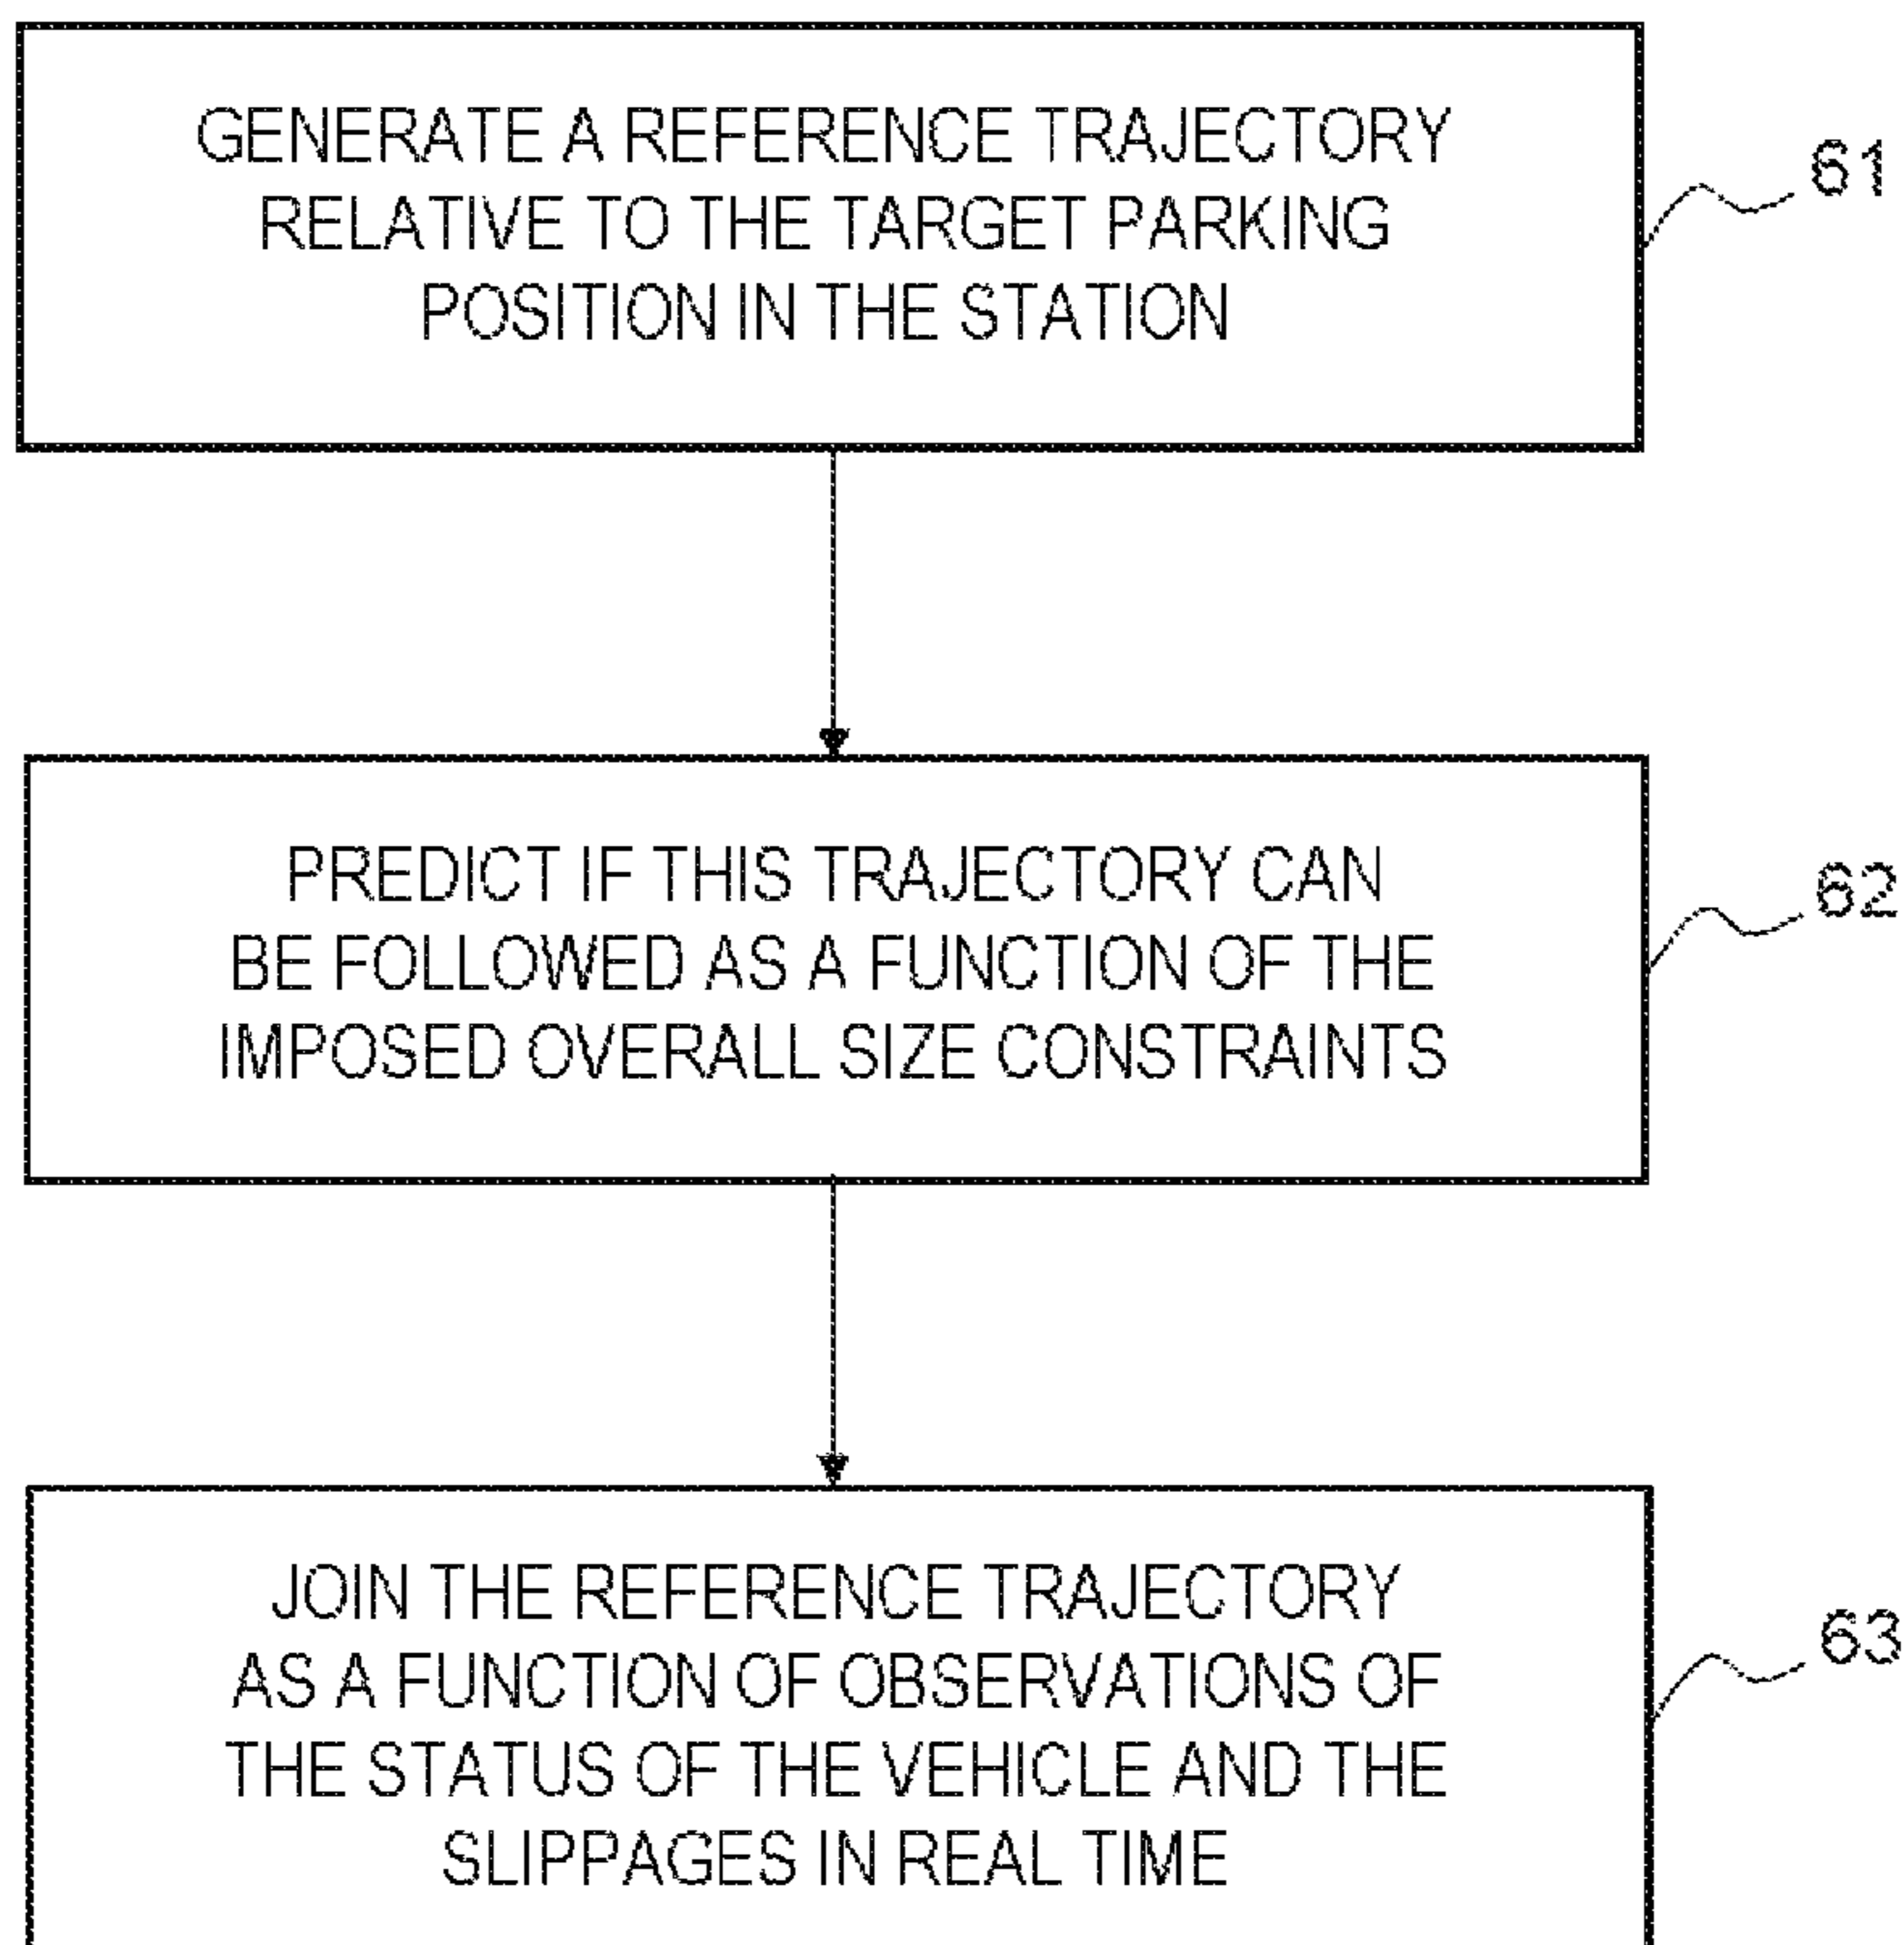 GENERATE A REFERENCE TRAJECTORY
RELATIVE TO THE TARGET PARKING
POSITION IN THE STATION
61
PREDICT IF THIS TRAJECTORY CAN
BE FOLLOWED AS A FUNCTION OF THE
IMPOSED OVERALL SIZE CONSTRAINTS
62
JOIN THE REFERENCE TRAJECTORY
AS A FUNCTION OF OBSERVATIONS OF
THE STATUS OF THE VEHICLE AND THE
SLIPPAGES IN REAL TIME
63